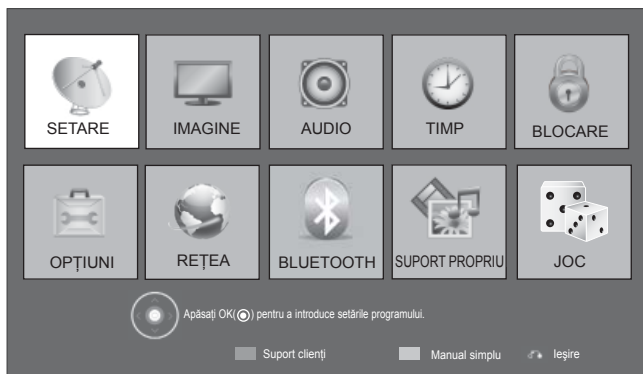 SETARE IMAGINE AUDIO TIMP BLOCARE
OPȚIUNI REȚEA BLUETOOTH SUPORT PROPRIU JOC
Apăsați OK(◉) pentru a introduce setările programului.
Suport clienți Manual simplu Ieșire